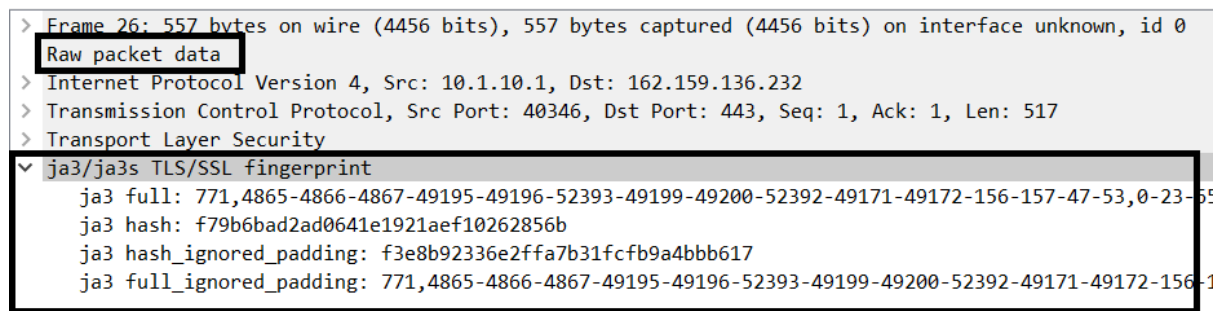 > Frame 26: 557 bytes on wire (4456 bits), 557 bytes captured (4456 bits) on interface unknown, id 0
Raw packet data
> Internet Protocol Version 4, Src: 10.1.10.1, Dst: 162.159.136.232
> Transmission Control Protocol, Src Port: 40346, Dst Port: 443, Seq: 1, Ack: 1, Len: 517
> Transport Layer Security
ja3/ja3s TLS/SSL fingerprint
ja3 full: 771,4865-4866-4867-49195-49196-52393-49199-49200-52392-49171-49172-156-157-47-53,0-23-65
ja3 hash: f79b6bad2ad0641e1921aef10262856b
ja3 hash_ignored_padding: f3e8b92336e2ffa7b31fcfb9a4bbb617
ja3 full_ignored_padding: 771,4865-4866-4867-49195-49196-52393-49199-49200-52392-49171-49172-156-1